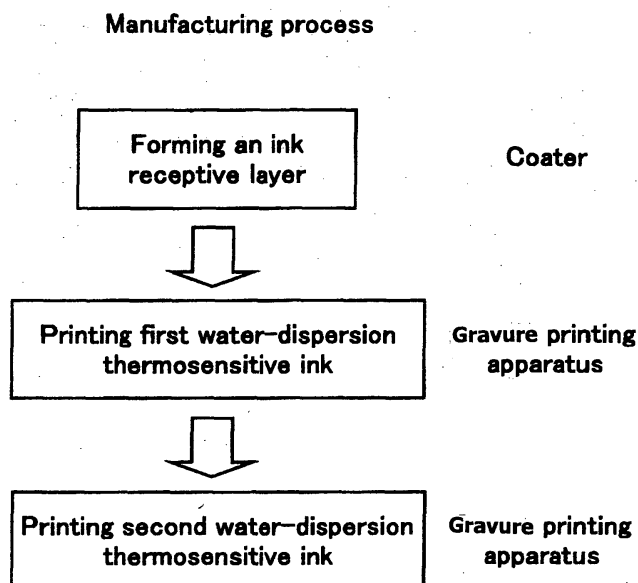 Manufacturing process
Forming an ink
receptive layer
Coater
Printing first water-dispersion
thermosensitive ink
Gravure printing
apparatus
Printing second water-dispersion
thermosensitive ink
Gravure printing
apparatus